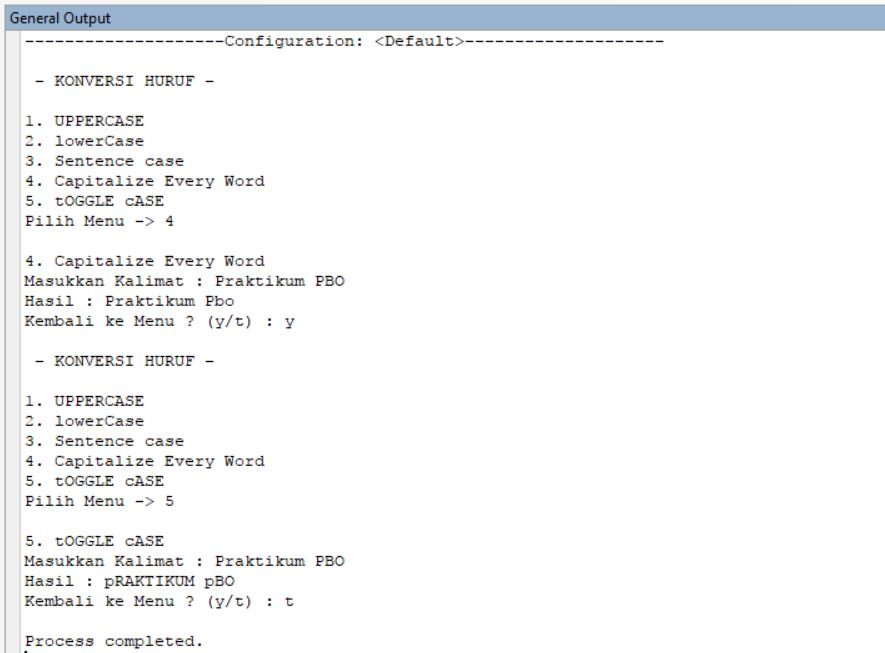 General Output
--------------------Configuration: <Default>--------------------
- KONVERSI HURUF -
1. UPPERCASE
2. lowerCase
3. Sentence case
4. Capitalize Every Word
5. tOGGLE cASE
Pilih Menu -> 4
4. Capitalize Every Word
Masukkan Kalimat : Praktikum PBO
Hasil : Praktikum Pbo
Kembali ke Menu ? (y/t) : y
- KONVERSI HURUF -
1. UPPERCASE
2. lowerCase
3. Sentence case
4. Capitalize Every Word
5. tOGGLE cASE
Pilih Menu -> 5
5. tOGGLE cASE
Masukkan Kalimat : Praktikum PBO
Hasil : pRAKTIKUM pBO
Kembali ke Menu ? (y/t) : t
Process completed.